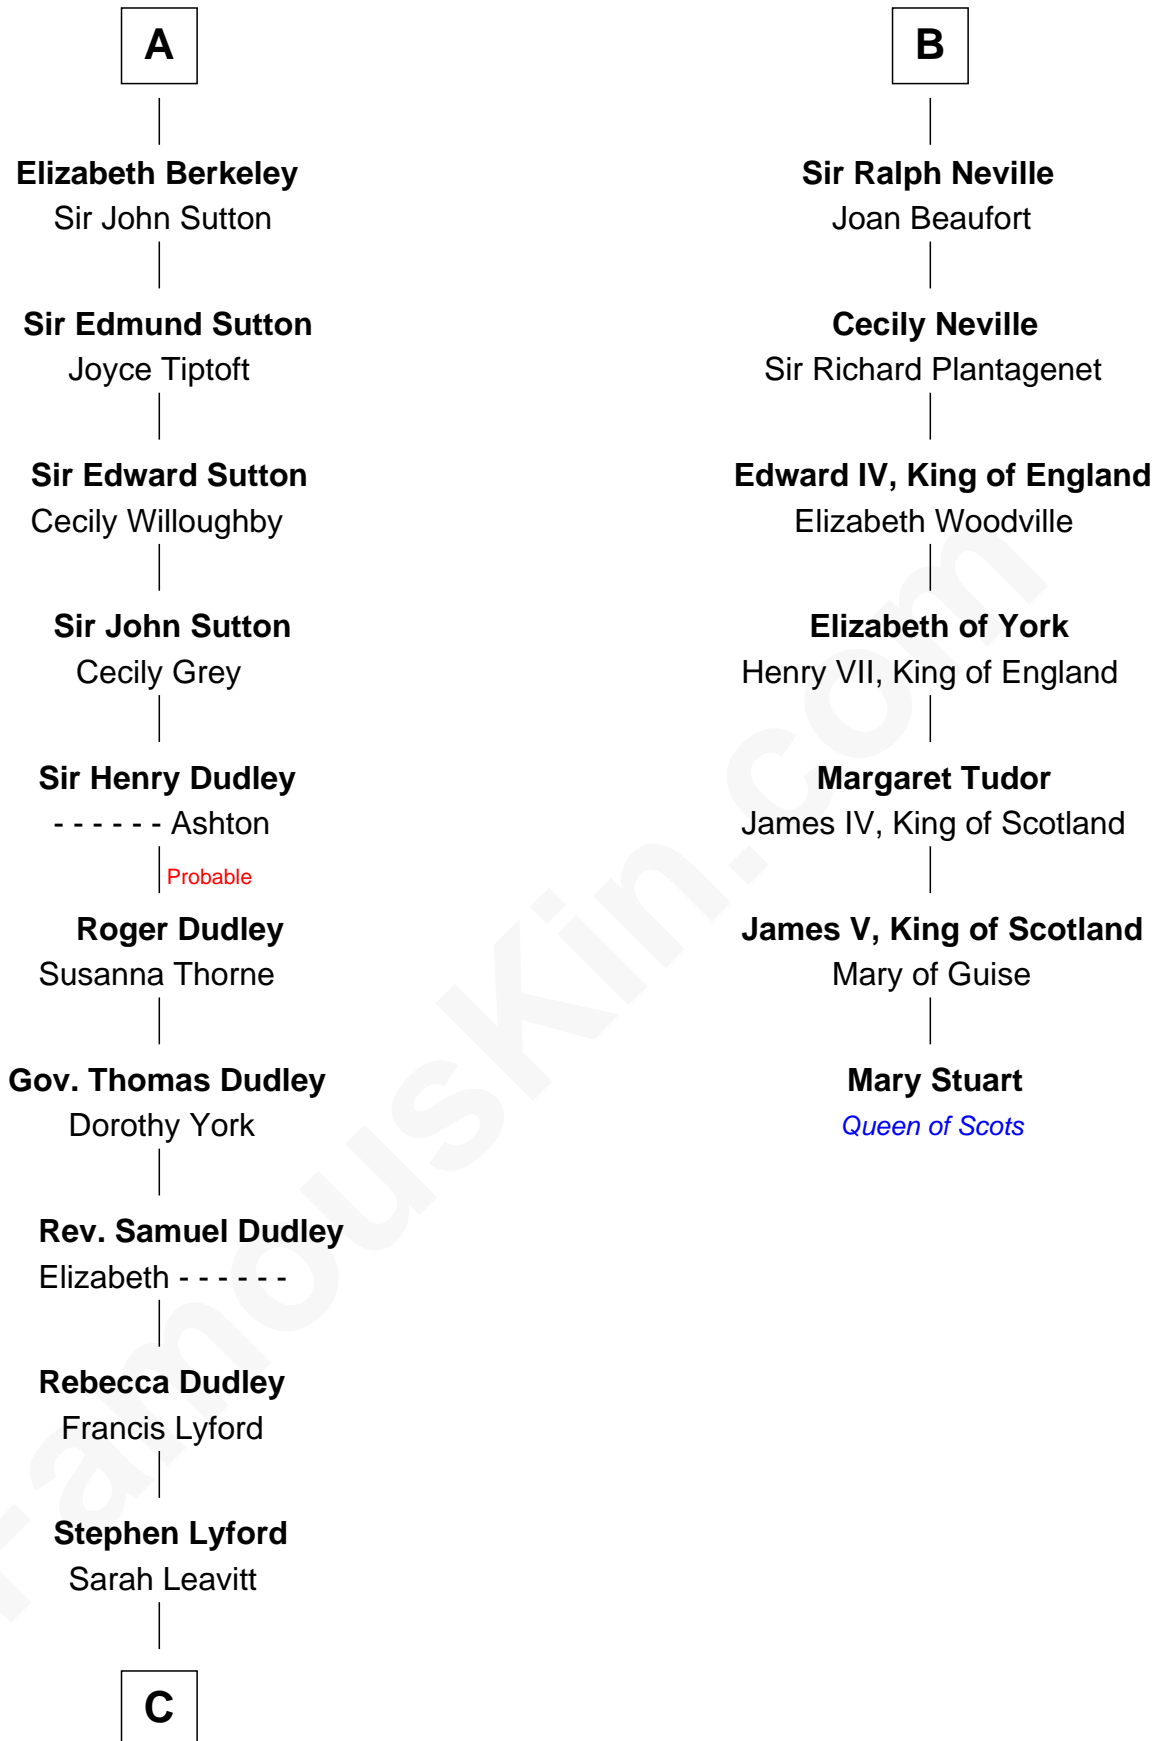 A
Elizabeth Berkeley
Sir John Sutton
Sir Edmund Sutton
Joyce Tiptoft
Sir Edward Sutton
Cecily Willoughby
Sir John Sutton
Cecily Grey
Sir Henry Dudley
- - - - - - Ashton
Probable
Roger Dudley
Susanna Thorne
Gov. Thomas Dudley
Dorothy York
Rev. Samuel Dudley
Elizabeth - - - - - -
Rebecca Dudley
Francis Lyford
Stephen Lyford
Sarah Leavitt
C
B
Sir Ralph Neville
Joan Beaufort
Cecily Neville
Sir Richard Plantagenet
Edward IV, King of England
Elizabeth Woodville
Elizabeth of York
Henry VII, King of England
Margaret Tudor
James IV, King of Scotland
James V, King of Scotland
Mary of Guise
Mary Stuart
Queen of Scots
FamousKin.com